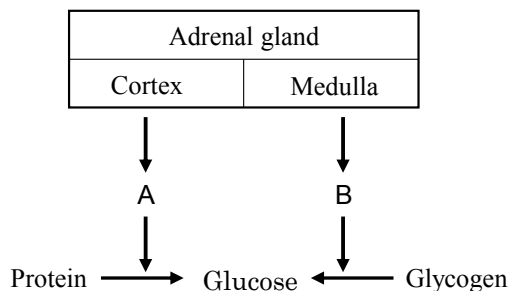 Adrenal gland
Cortex Medulla
A B
Protein Glucose Glycogen